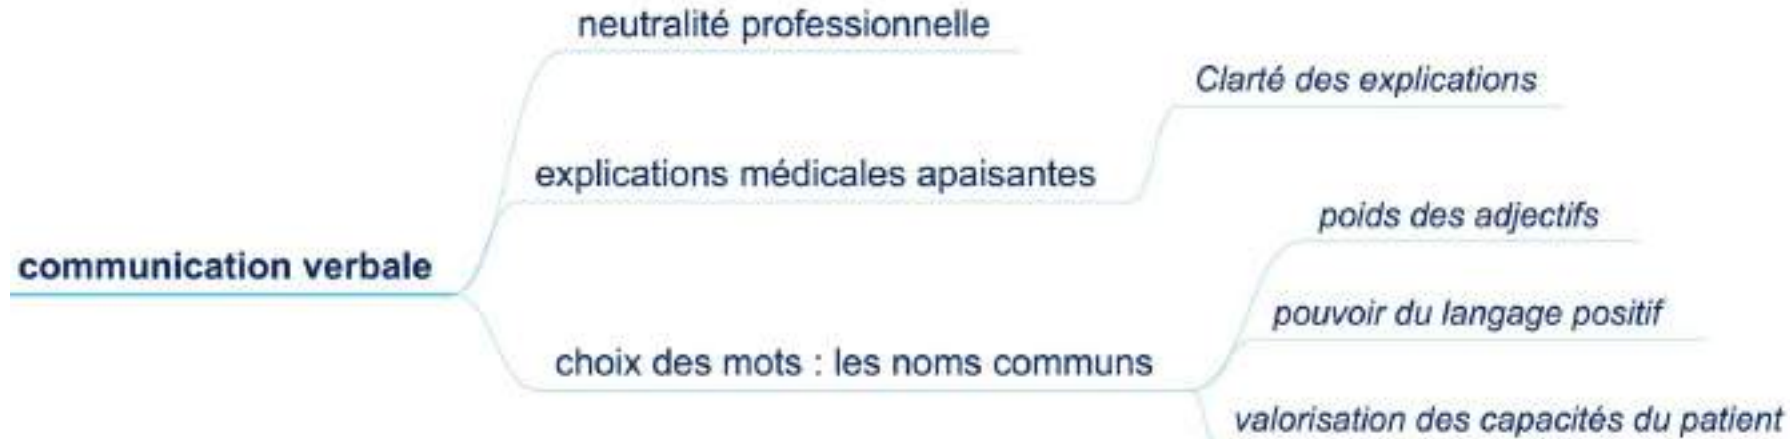 neutralité professionnelle
Clarté des explications
explications médicales apaisantes
poids des adjectifs
communication verbale
pouvoir du langage positif
choix des mots : les noms communs
valorisation des capacités du patient